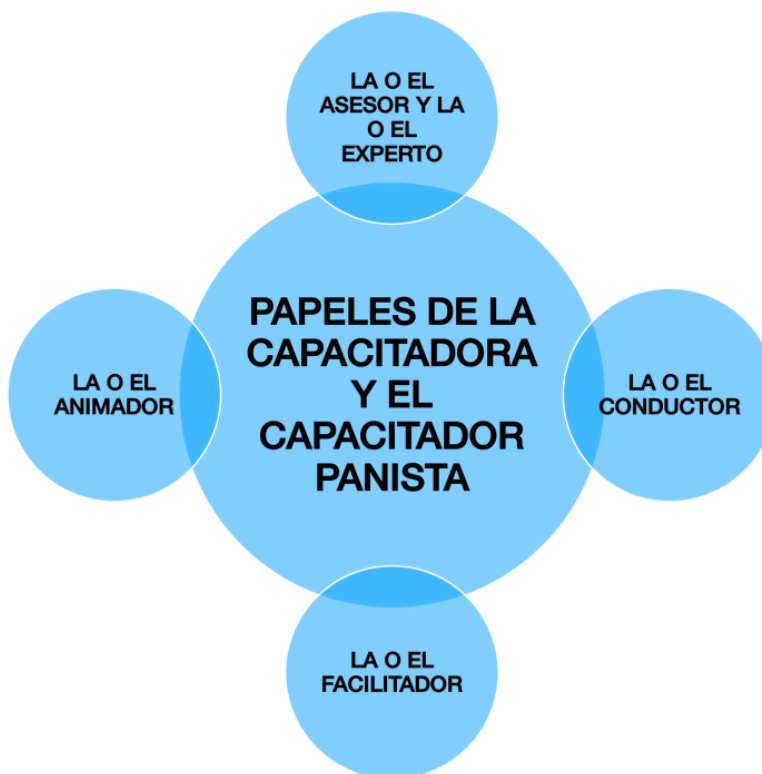 LA O EL
ASESOR Y LA
O EL
EXPERTO
PAPELES DE LA
CAPACITADORA
Y EL
CAPACITADOR
PANISTA
LA O EL
ANIMADOR
LA O EL
CONDUCTOR
LA O EL
FACILITADOR